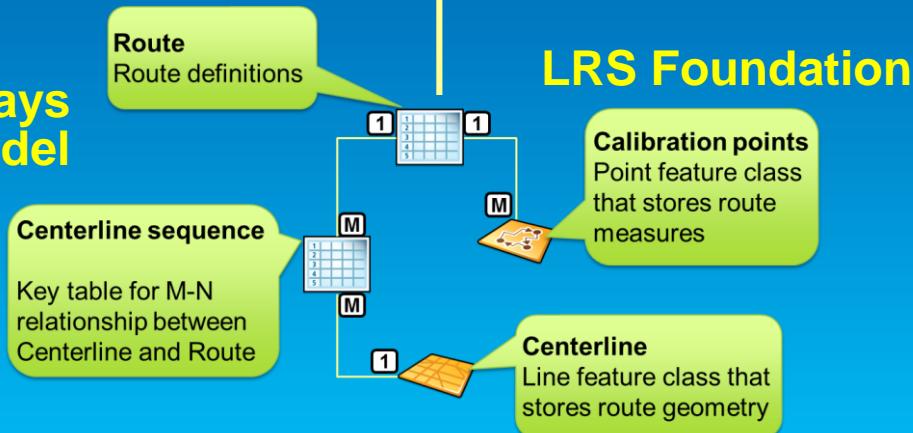 Route
Route definitions
LRS Foundation
ays
del
1
1
Calibration points
Point feature class
that stores route
measures
M
M
Centerline sequence
Key table for M-N
relationship between
Centerline and Route
M
1
Centerline
Line feature class that
stores route geometry